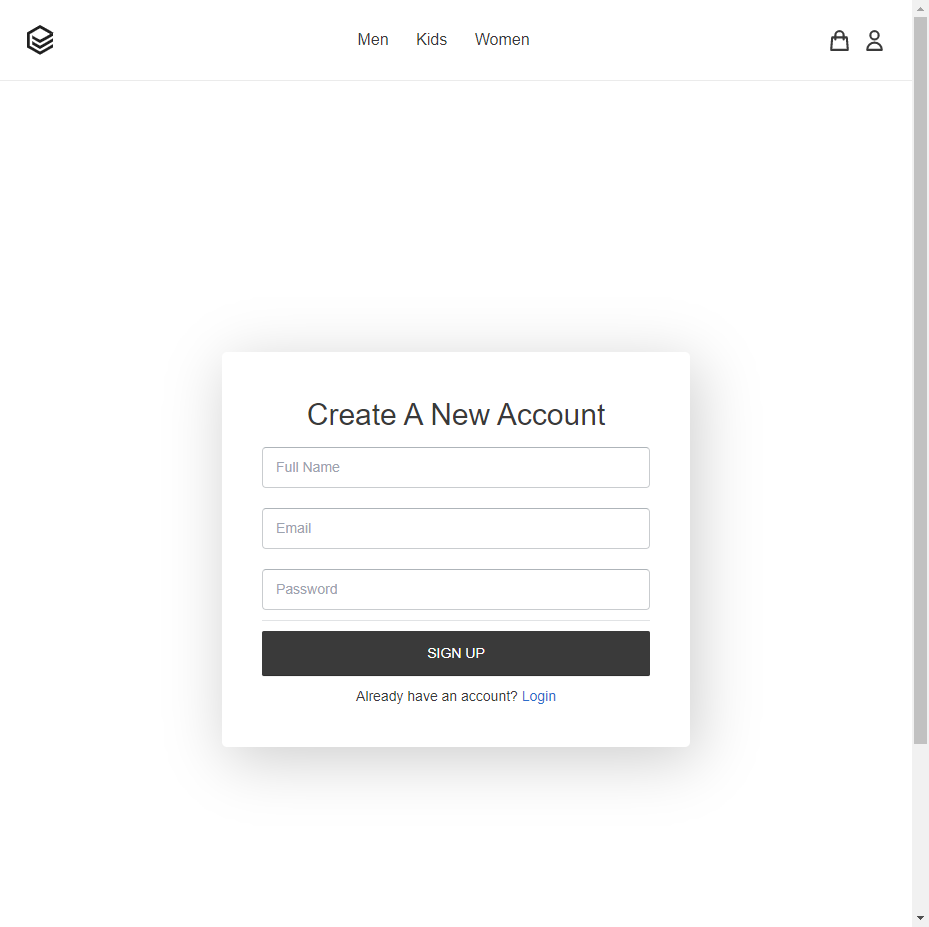 Men Kids Women
Create A New Account
Full Name
Email
Password
SIGN UP
Already have an account? Login